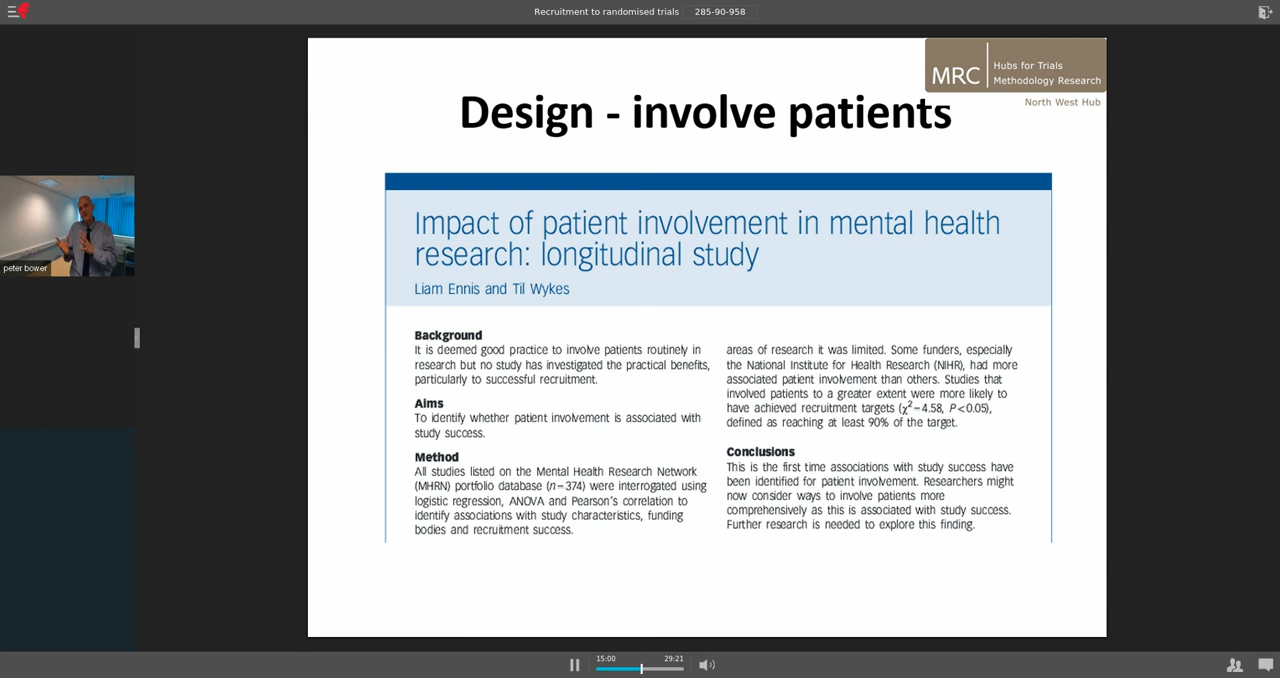 Recruitment to randomised trials 285-90-958
MRC
Hubs for Trials
Methodology Research
North West Hub
Design - involve patients
Impact of patient involvement in mental health
research: longitudinal study
Liam Ennis and Til Wykes
Background
It is deemed good practice to involve patients routinely in
research but no study has investigated the practical benefits,
particularly to successful recruitment.
Aims
To identify whether patient involvement is associated with
study success.
Method
All studies listed on the Mental Health Research Network
(MHRN) portfolio database (n=374) were interrogated using
logistic regression, ANOVA and Pearson's correlation to
identify associations with study characteristics, funding
bodies and recruitment success.
areas of research it was limited. Some funders, especially
the National Institute for Health Research (NIHR), had more
associated patient involvement than others. Studies that
involved patients to a greater extent were more likely to
have achieved recruitment targets (χ²=4.58, P<0.05),
defined as reaching at least 90% of the target.
Conclusions
This is the first time associations with study success have
been identified for patient involvement. Researchers might
now consider ways to involve patients more
comprehensively as this is associated with study success.
Further research is needed to explore this finding.
peter bower
15:00 29:21